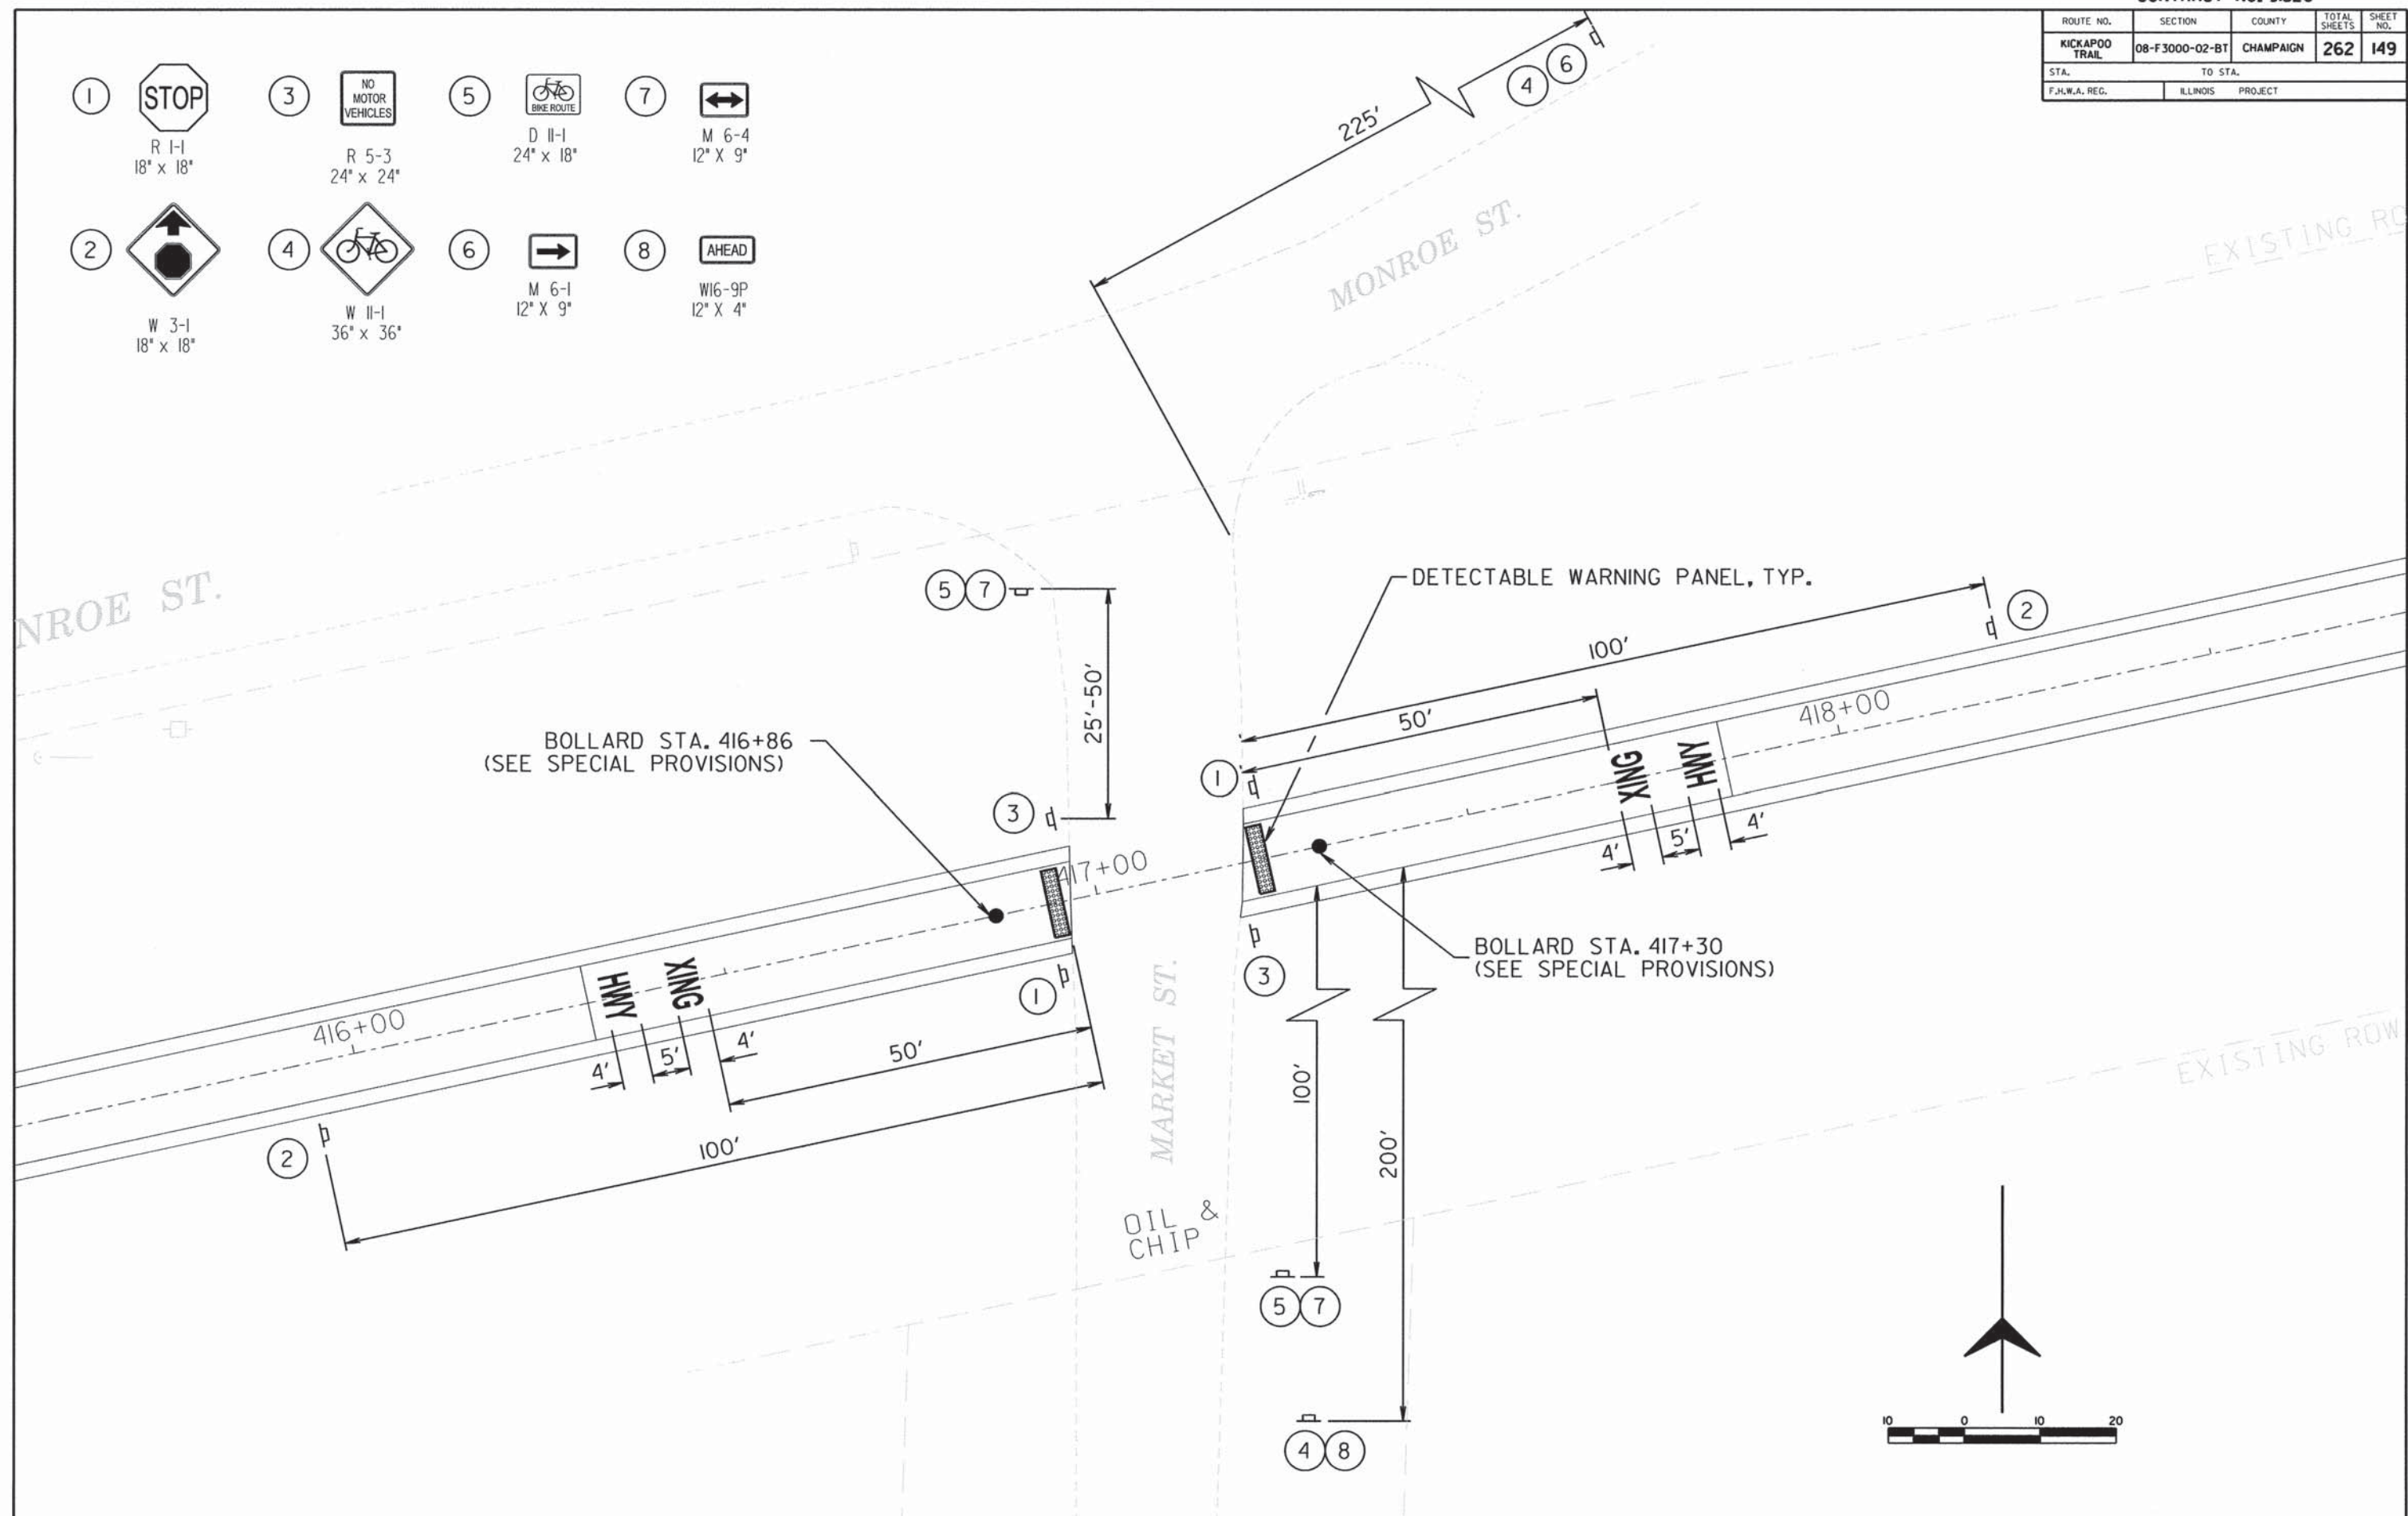 ROUTE NO. SECTION COUNTY TOTAL SHEETS SHEET NO.
KICKAPOO TRAIL 08-F3000-02-BT CHAMPAIGN 262 149
STA. TO STA.
F.H.W.A. REG. ILLINOIS PROJECT
1 STOP 3 NO MOTOR VEHICLES 5 BIKE ROUTE 7
R 1-1
18" x 18"
R 5-3
24" x 24"
D 11-1
24" x 18"
M 6-4
12" X 9"
2 4 6 8 AHEAD
W 3-1
18" x 18"
W 11-1
36" x 36"
M 6-1
12" X 9"
W16-9P
12" X 4"
225'
4 6
MONROE ST.
EXISTING RO
NROE ST.
5 7
25'-50'
DETECTABLE WARNING PANEL, TYP.
2
100'
50'
418+00
BOLLARD STA. 416+86
(SEE SPECIAL PROVISIONS)
3
1
XING
HWY
4'
5'
4'
417+00
BOLLARD STA. 417+30
(SEE SPECIAL PROVISIONS)
3
1
HWY
XING
416+00
4'
5'
4'
50'
100'
2
MARKET ST.
100'
200'
OIL &
CHIP
EXISTING ROW
5 7
4 8
10 0 10 20